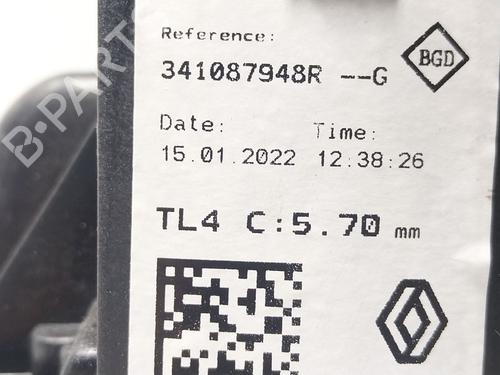 Reference:
341087948R --G
BGD
Date: Time:
15.01.2022 12:38:26
TL4 C:5.70 mm
B-PARTS